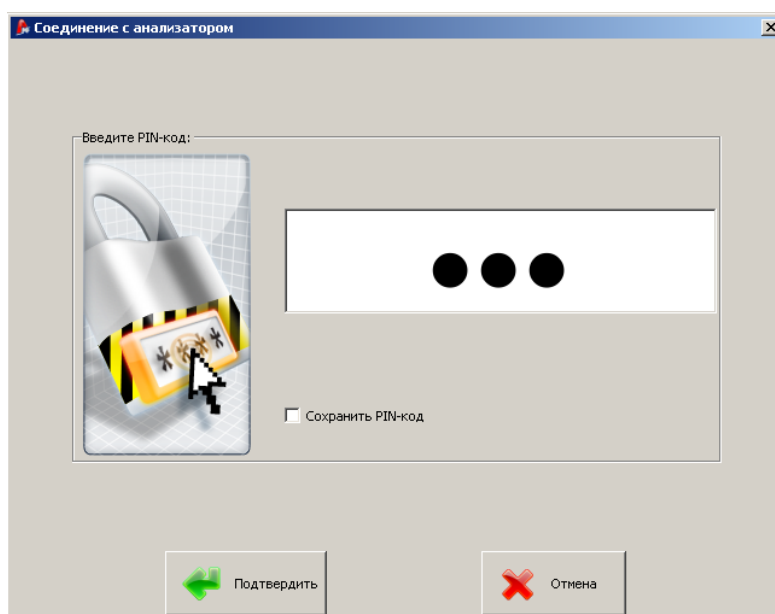 Соединение с анализатором
Введите PIN-код:
●●●
* * * *
Сохранить PIN-код
Подтвердить
Отмена